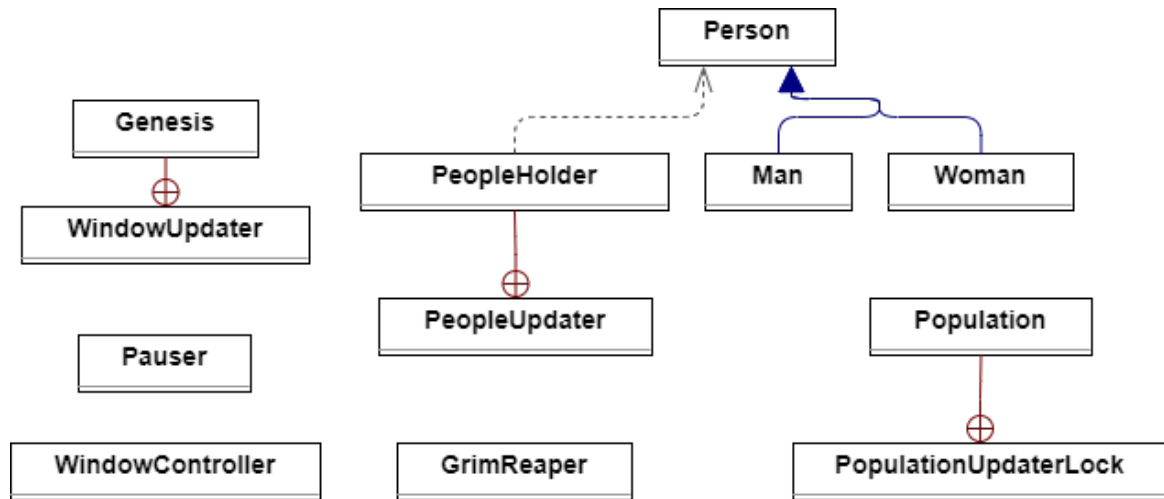 Person
Genesis
PeopleHolder
Man
Woman
WindowUpdater
PeopleUpdater
Population
Pauser
WindowController
GrimReaper
PopulationUpdaterLock